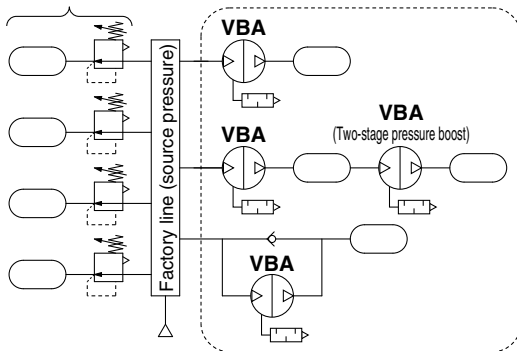 Factory line (source pressure)
VBA
VBA
VBA
(Two-stage pressure boost)
VBA